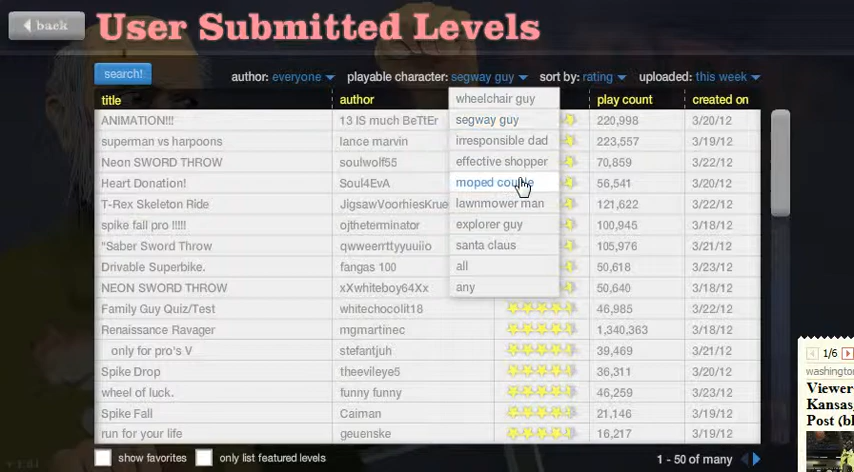 back
User Submitted Levels
search!
author: everyone playable character: segway guy sort by: rating uploaded: this week
title author play count created on
wheelchair guy
segway guy
irresponsible dad
effective shopper
moped couple
lawnmower man
explorer guy
santa claus
all
any
ANIMATION!!! 13 IS much BeTtEr 220,998 3/20/12
superman vs harpoons lance marvin 223,557 3/19/12
Neon SWORD THROW soulwolf55 70,859 3/22/12
Heart Donation! Soul4EvA 56,541 3/20/12
T-Rex Skeleton Ride JigsawVoorhiesKrue 121,622 3/22/12
spike fall pro !!!!! ojtheterminator 100,945 3/18/12
"Saber Sword Throw qwweerrttyyuuiio 105,976 3/21/12
Drivable Superbike. fangas 100 50,618 3/23/12
NEON SWORD THROW xXwhiteboy64Xx 50,640 3/18/12
Family Guy Quiz/Test whitechocolit18 46,985 3/22/12
Renaissance Ravager mgmartinec 1,340,363 3/18/12
only for pro's V stefantjuh 39,469 3/21/12
Spike Drop theevileye5 36,311 3/20/12
wheel of luck. funny funny 46,259 3/23/12
Spike Fall Caiman 21,146 3/19/12
run for your life geuenske 16,217 3/19/12
show favorites only list featured levels 1 - 50 of many
v 1.51
1/6
washington
Viewer
Kansas,
Post (bl